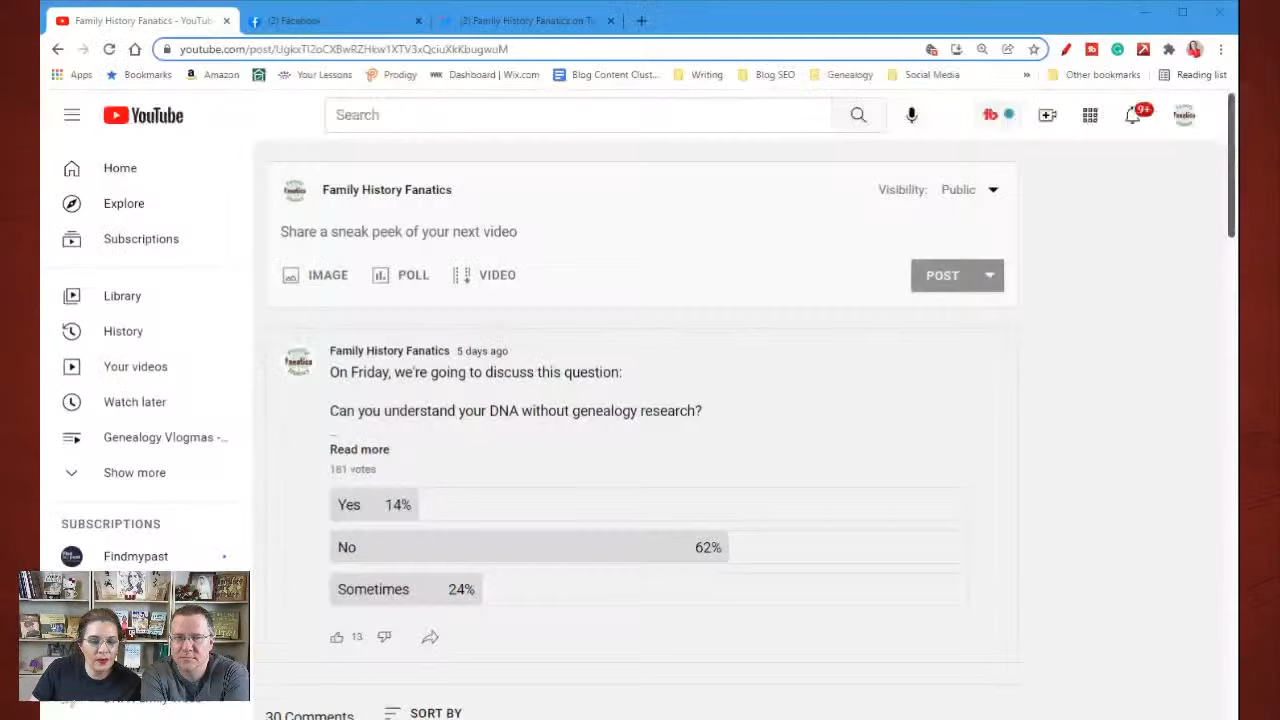 Family History Fanatics - YouTub
(2) Facebook
(2) Family History Fanatics on T
youtube.com/post/UgkxTl2oCXBwRZHkw1XTV3xQciuXkKbugwuM
Apps
Bookmarks
Amazon
Your Lessons
Prodigy
Dashboard | Wix.com
Blog Content Clust...
Writing
Blog SEO
Genealogy
Social Media
»
Other bookmarks
Reading list
YouTube
Search
9+
Home
Explore
Subscriptions
Library
History
Your videos
Watch later
Genealogy Vlogmas -...
Show more
SUBSCRIPTIONS
Findmypast
Family History Fanatics
Visibility: Public
Share a sneak peek of your next video
IMAGE
POLL
VIDEO
POST
Family History Fanatics 5 days ago
On Friday, we're going to discuss this question:
Can you understand your DNA without genealogy research?
...
Read more
181 votes
Yes 14%
No 62%
Sometimes 24%
13
30 Comments
SORT BY